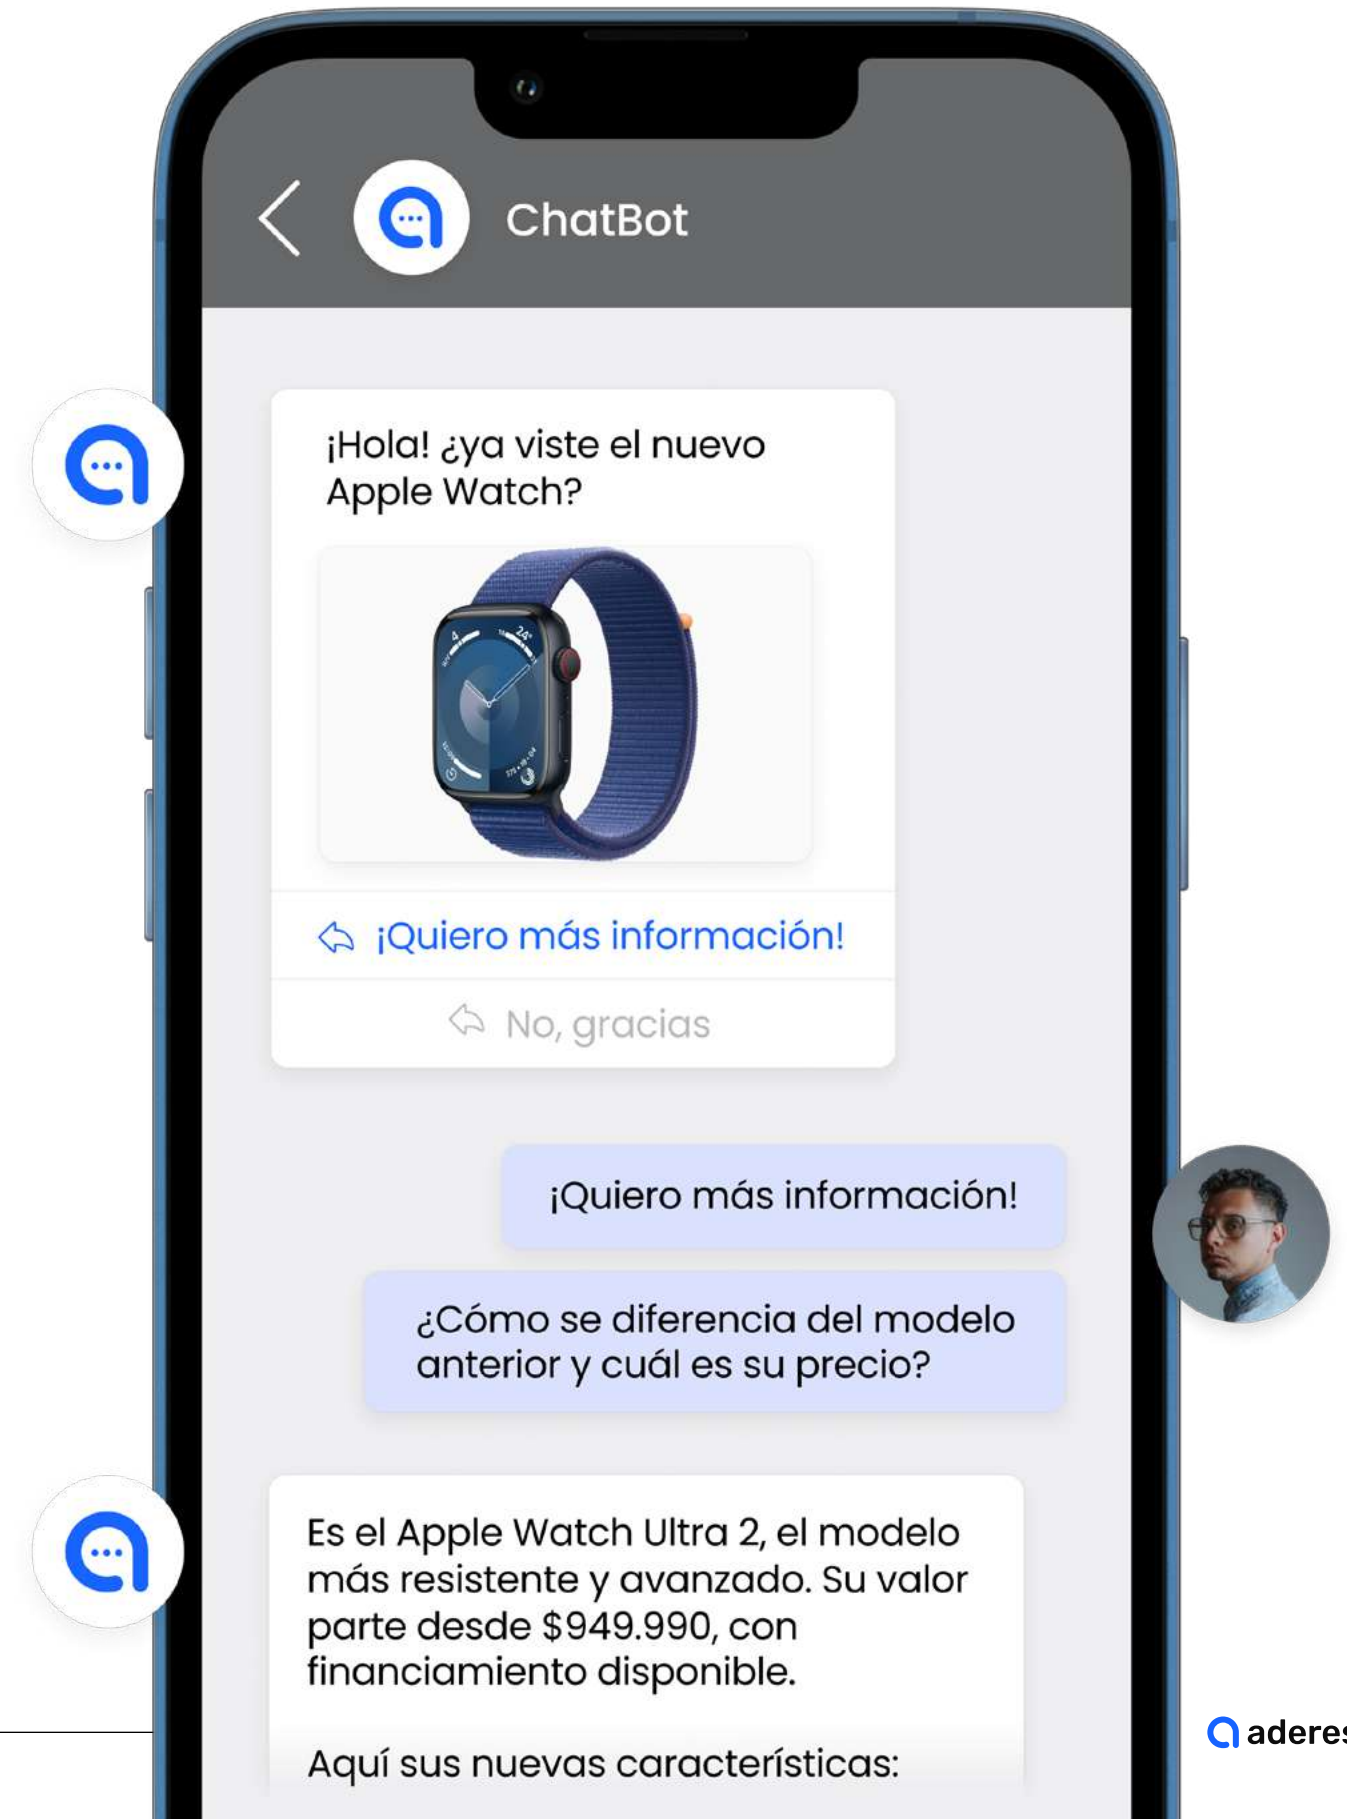 ChatBot
¡Hola! ¿ya viste el nuevo
Apple Watch?
4
24°
¡Quiero más información!
No, gracias
¡Quiero más información!
¿Cómo se diferencia del modelo
anterior y cuál es su precio?
Es el Apple Watch Ultra 2, el modelo
más resistente y avanzado. Su valor
parte desde $949.990, con
financiamiento disponible.
Aquí sus nuevas características: